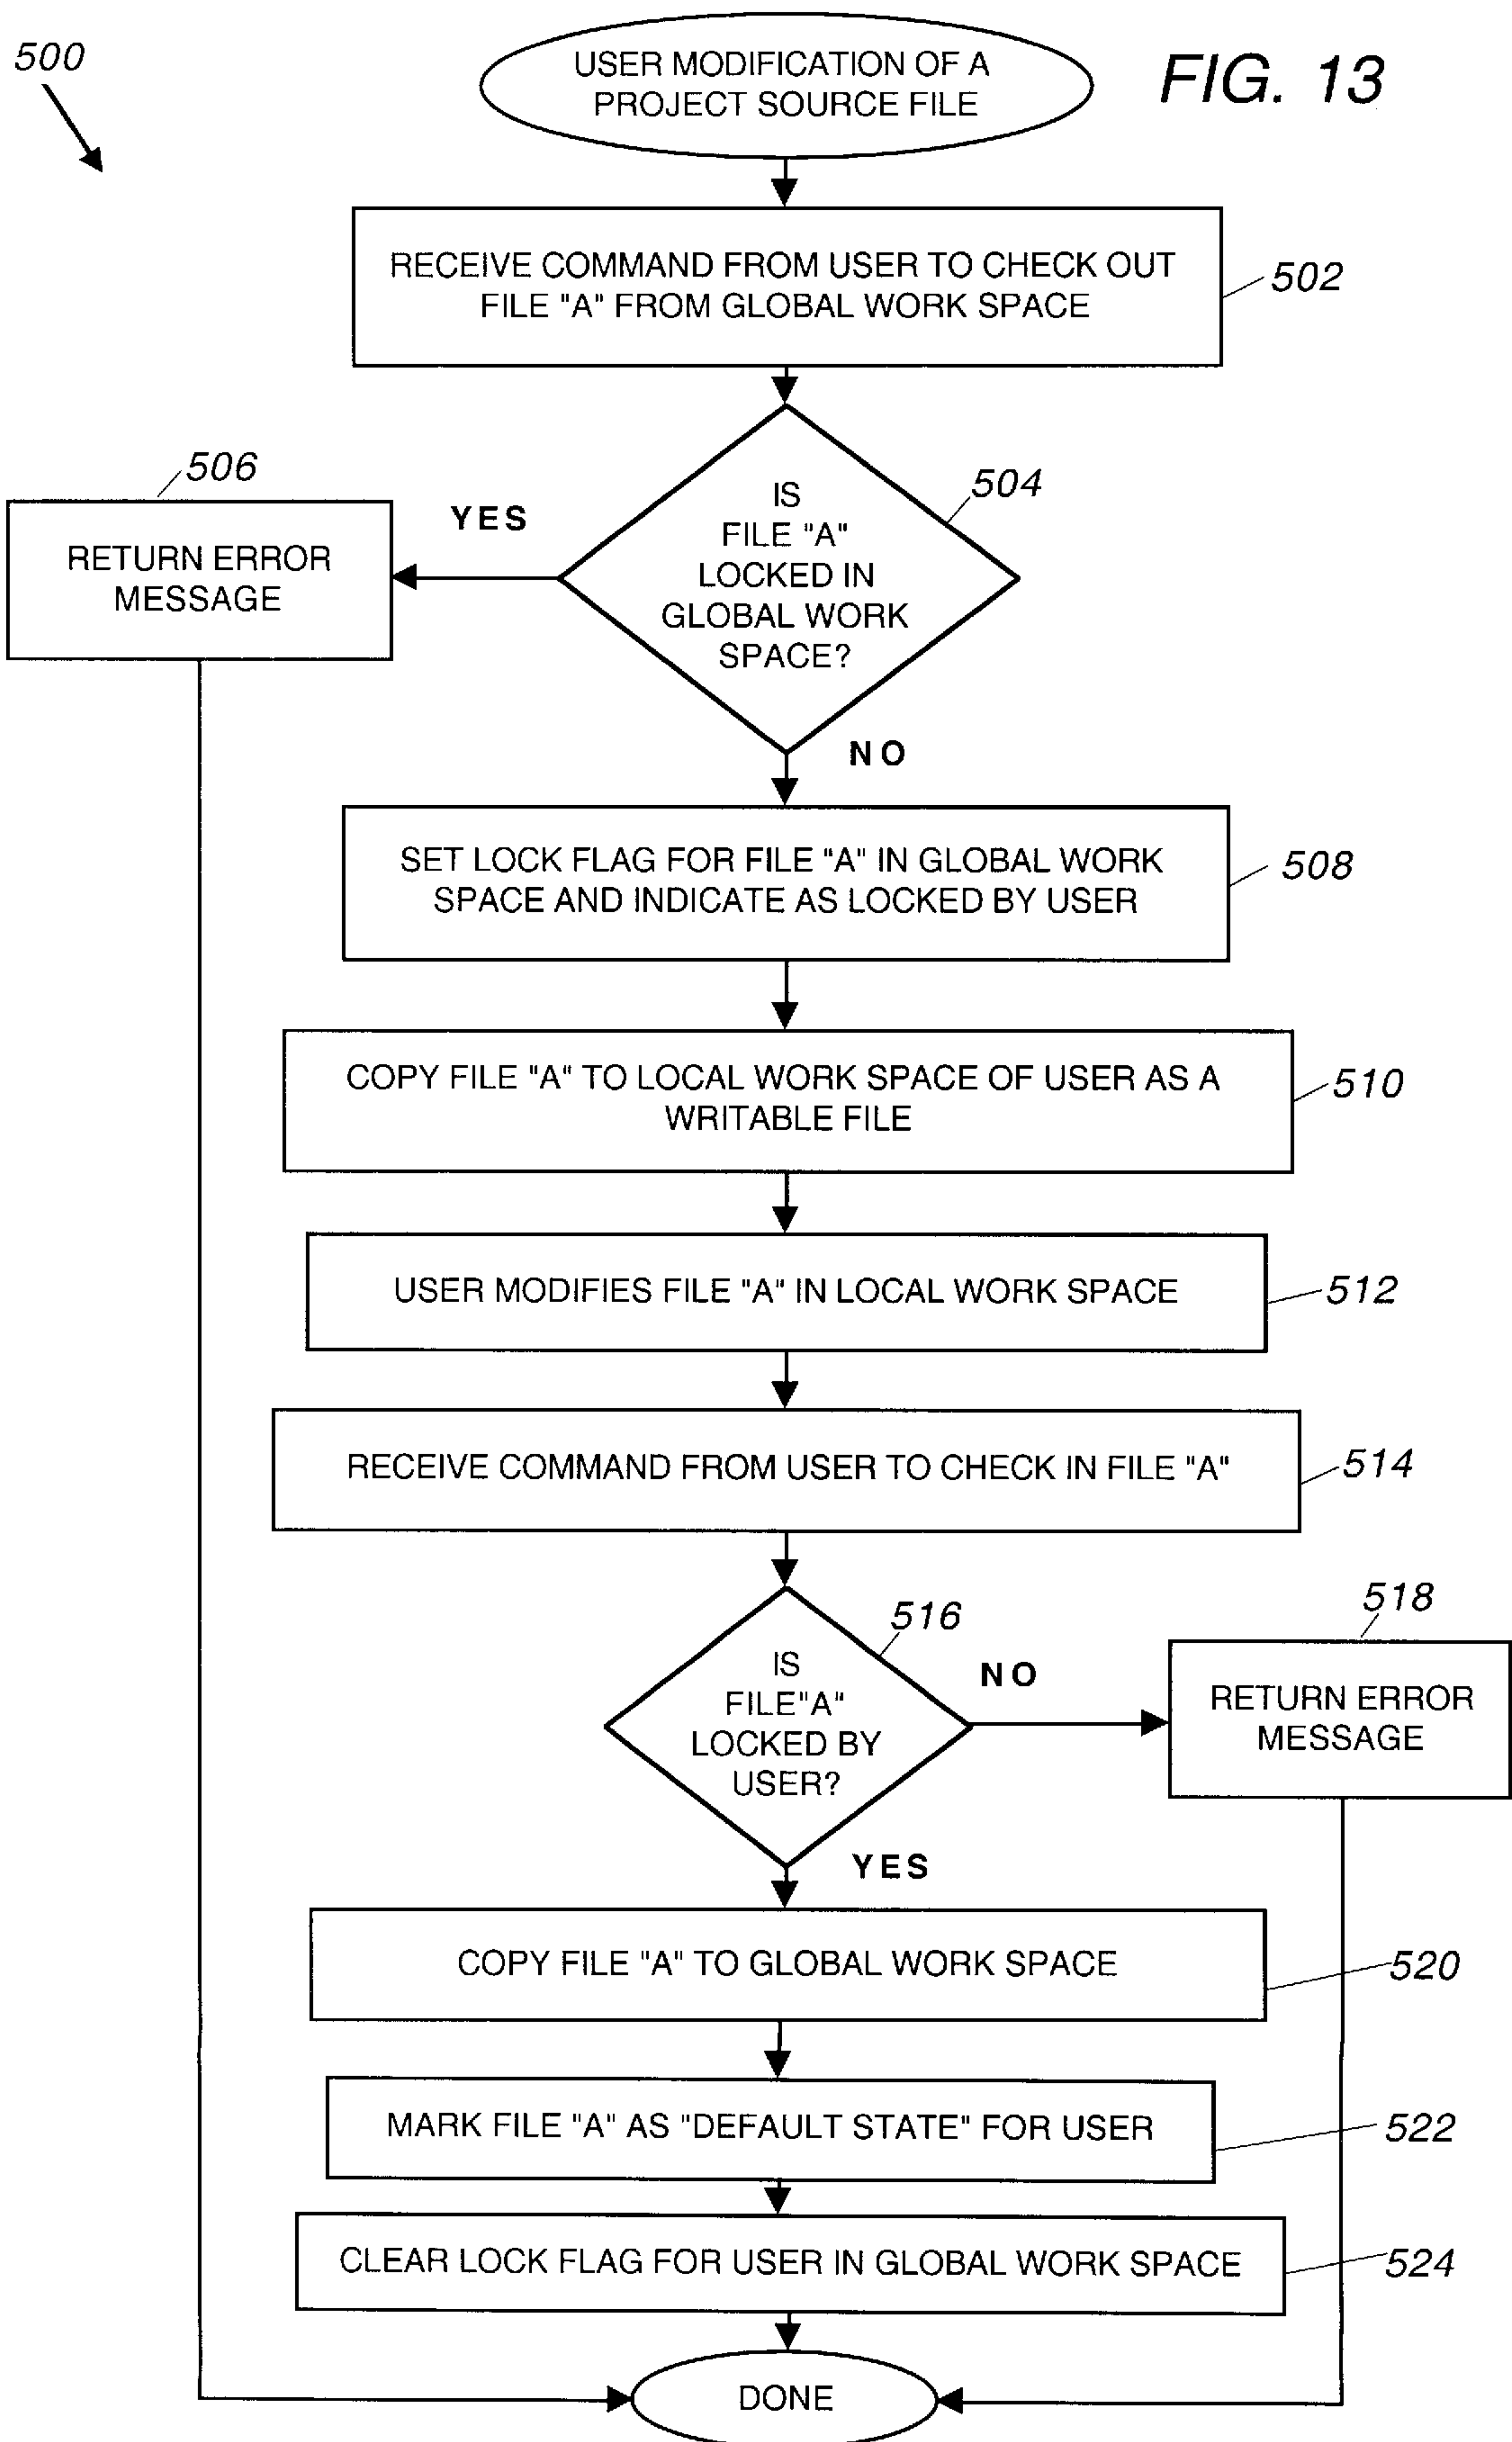 500
USER MODIFICATION OF A
PROJECT SOURCE FILE
FIG. 13
RECEIVE COMMAND FROM USER TO CHECK OUT
FILE "A" FROM GLOBAL WORK SPACE
502
506
RETURN ERROR
MESSAGE
YES
504
IS
FILE "A"
LOCKED IN
GLOBAL WORK
SPACE?
NO
SET LOCK FLAG FOR FILE "A" IN GLOBAL WORK
SPACE AND INDICATE AS LOCKED BY USER
508
COPY FILE "A" TO LOCAL WORK SPACE OF USER AS A
WRITABLE FILE
510
USER MODIFIES FILE "A" IN LOCAL WORK SPACE
512
RECEIVE COMMAND FROM USER TO CHECK IN FILE "A"
514
516
IS
FILE"A"
LOCKED BY
USER?
NO
518
RETURN ERROR
MESSAGE
YES
COPY FILE "A" TO GLOBAL WORK SPACE
520
MARK FILE "A" AS "DEFAULT STATE" FOR USER
522
CLEAR LOCK FLAG FOR USER IN GLOBAL WORK SPACE
524
DONE